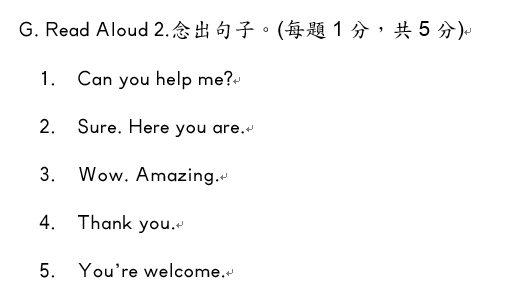 G. Read Aloud 2.念出句子。(每題 1 分，共 5 分)
1. Can you help me?
2. Sure. Here you are.
3. Wow. Amazing.
4. Thank you.
5. You're welcome.